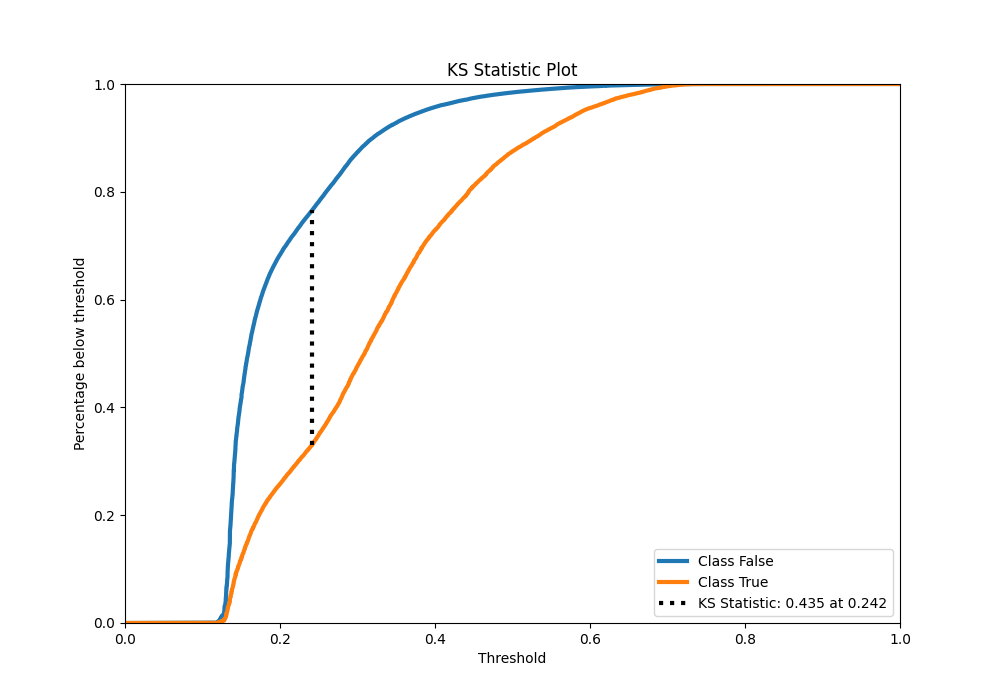 KS Statistic Plot
1.0
0.8
0.6
0.4
0.2
0.0
Percentage below threshold
Class False
Class True
KS Statistic: 0.435 at 0.242
0.0 0.2 0.4 0.6 0.8 1.0
Threshold